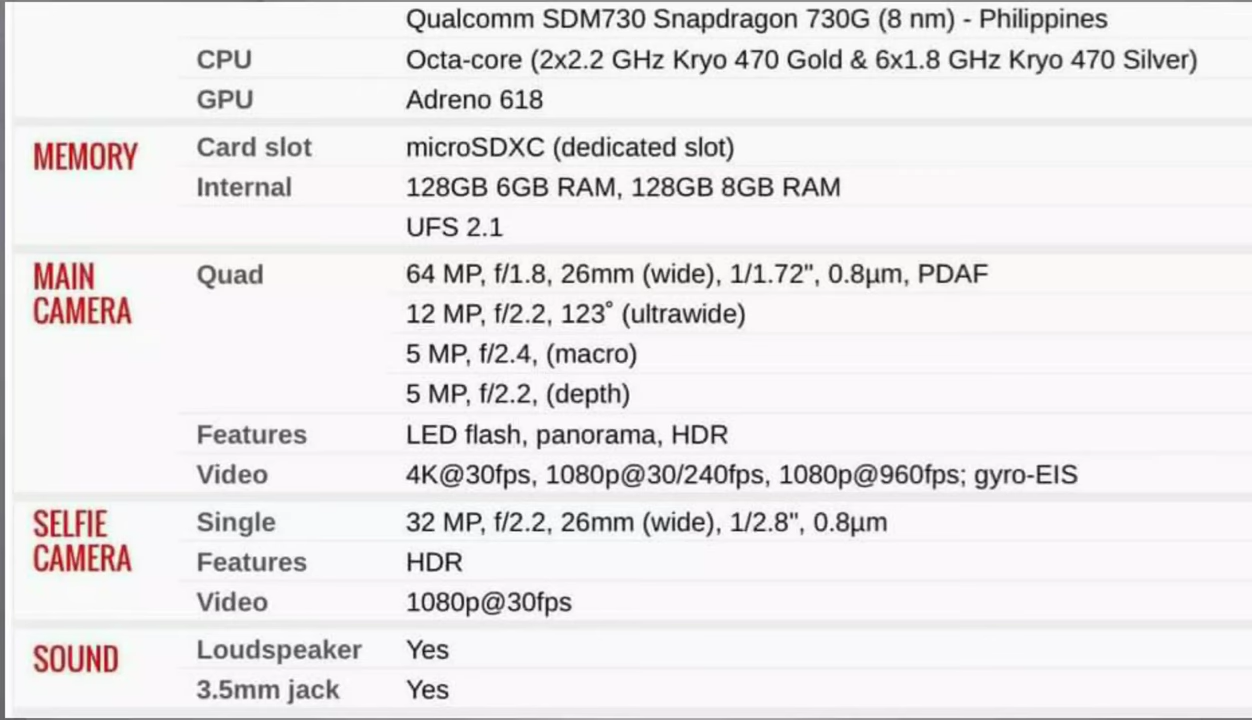 Qualcomm SDM730 Snapdragon 730G (8 nm) - Philippines
CPU Octa-core (2x2.2 GHz Kryo 470 Gold & 6x1.8 GHz Kryo 470 Silver)
GPU Adreno 618
MEMORY Card slot microSDXC (dedicated slot)
Internal 128GB 6GB RAM, 128GB 8GB RAM
UFS 2.1
MAIN CAMERA Quad 64 MP, f/1.8, 26mm (wide), 1/1.72", 0.8µm, PDAF
12 MP, f/2.2, 123˚ (ultrawide)
5 MP, f/2.4, (macro)
5 MP, f/2.2, (depth)
Features LED flash, panorama, HDR
Video 4K@30fps, 1080p@30/240fps, 1080p@960fps; gyro-EIS
SELFIE CAMERA Single 32 MP, f/2.2, 26mm (wide), 1/2.8", 0.8µm
Features HDR
Video 1080p@30fps
SOUND Loudspeaker Yes
3.5mm jack Yes